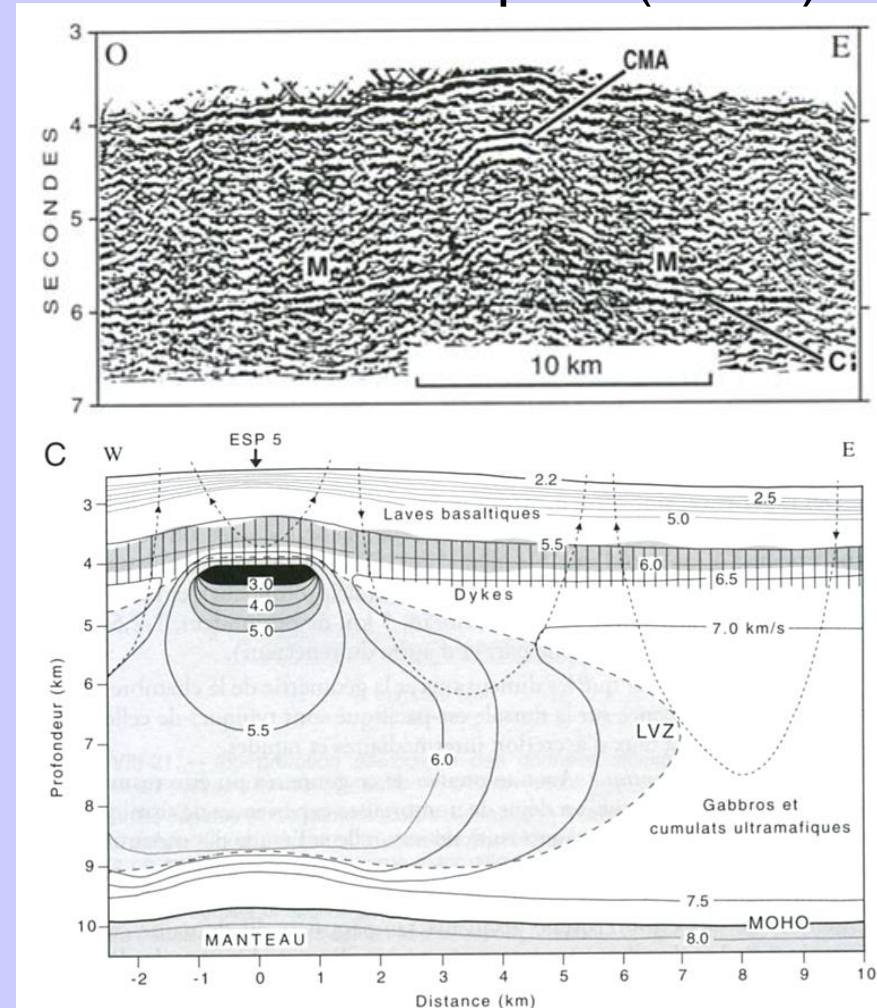 3
O
E
CMA
4
SECONDES
5
M
M
6
10 km
7
C
ESP 5
W
E
2.2
2.5
3
Laves basaltiques
5.0
5.5
4
6.0
3.0
6.5
4.0
Dykes
5
5.0
7.0 km/s
Profondeur (km)
6
5.5
LVZ
7
6.0
8
Gabbros et
cumulats ultramafiques
9
7.5
10
MOHO
MANTEAU
8.0
-2 -1 0 1 2 3 4 5 6 7 8 9 10
Distance (km)